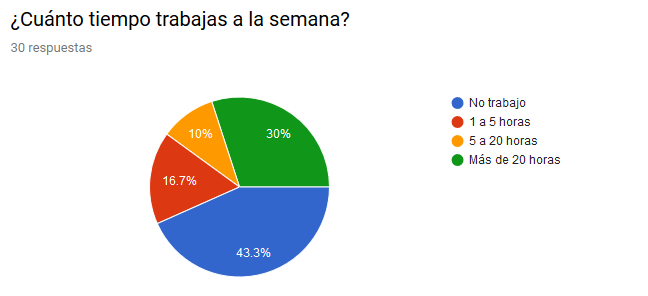 ¿Cuánto tiempo trabajas a la semana?
30 respuestas
No trabajo
1 a 5 horas
5 a 20 horas
Más de 20 horas
10%
30%
16.7%
43.3%